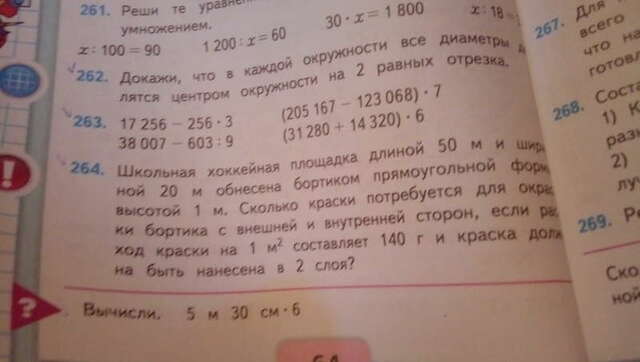 261. Реши те
умножением.
x : 100 = 90 1 200 : x = 60 30 · x = 1 800 x : 18 =
262. Докажи, что в каждой окружности все диаметры
лятся центром окружности на 2 равных отрезка.
263. 17 256 − 256 · 3 (205 167 − 123 068) · 7
38 007 − 603 : 9 (31 280 + 14 320) · 6
264. Школьная хоккейная площадка длиной 50 м и шир
ной 20 м обнесена бортиком прямоугольной форм
высотой 1 м. Сколько краски потребуется для окрас
ки бортика с внешней и внутренней сторон, если рас
ход краски на 1 м² составляет 140 г и краска долж
на быть нанесена в 2 слоя?
Вычисли. 5 м 30 см · 6
267. Для
всего
что на
готовл
268. Соста
1) К
разм
2)
лу
269. Р
Ско
ной
!
?